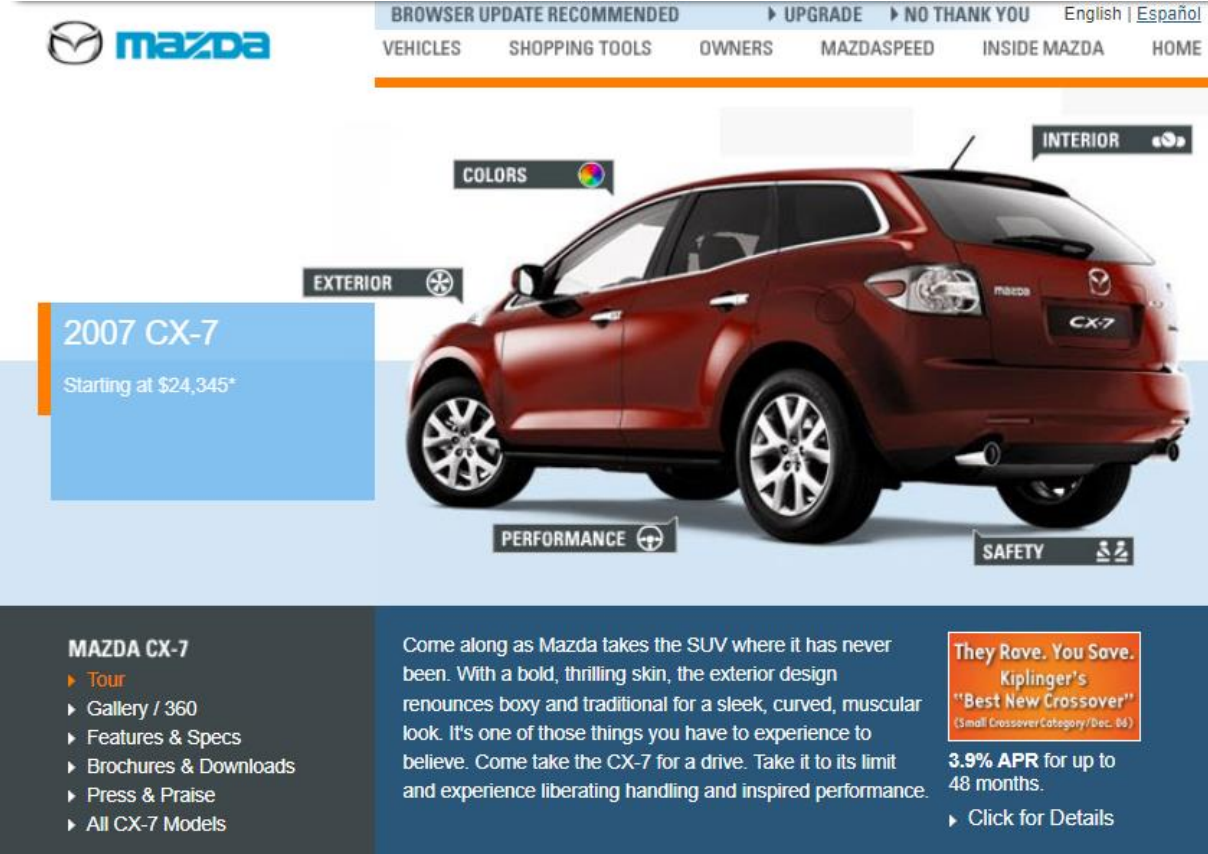 BROWSER UPDATE RECOMMENDED UPGRADE NO THANK YOU English | Español
mazda
VEHICLES SHOPPING TOOLS OWNERS MAZDASPEED INSIDE MAZDA HOME
INTERIOR
COLORS
EXTERIOR
mazda
CX-7
2007 CX-7
Starting at $24,345*
PERFORMANCE
SAFETY
MAZDA CX-7
Tour
Gallery / 360
Features & Specs
Brochures & Downloads
Press & Praise
All CX-7 Models
Come along as Mazda takes the SUV where it has never
been. With a bold, thrilling skin, the exterior design
renounces boxy and traditional for a sleek, curved, muscular
look. It's one of those things you have to experience to
believe. Come take the CX-7 for a drive. Take it to its limit
and experience liberating handling and inspired performance.
They Rave. You Save.
Kiplinger's
"Best New Crossover"
(Small Crossover Category/Dec. 06)
3.9% APR for up to
48 months.
Click for Details